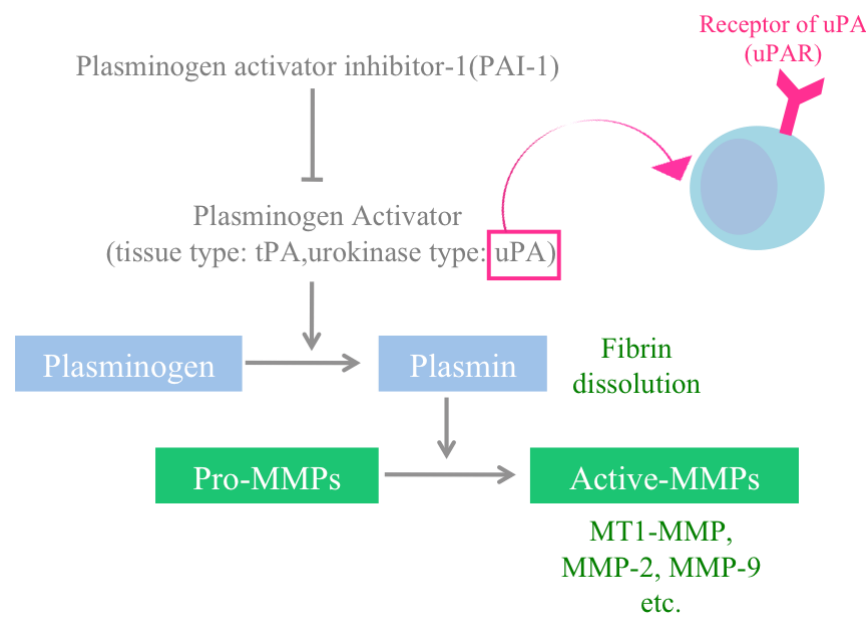 Receptor of uPA
(uPAR)
Plasminogen activator inhibitor-1(PAI-1)
Plasminogen Activator
(tissue type: tPA,urokinase type: uPA)
Plasminogen
Plasmin
Fibrin
dissolution
Pro-MMPs
Active-MMPs
MT1-MMP,
MMP-2, MMP-9
etc.